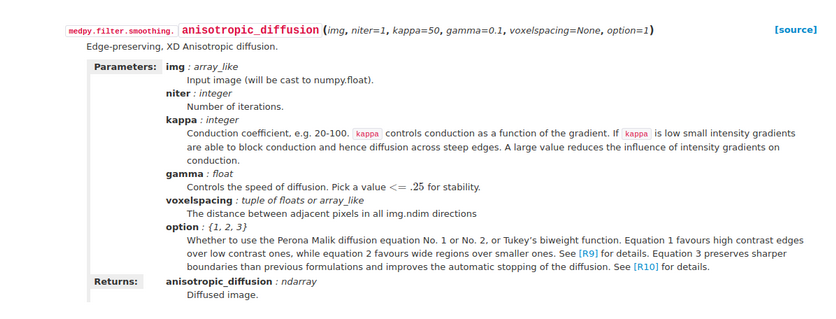 medpy.filter.smoothing. anisotropic_diffusion (img, niter=1, kappa=50, gamma=0.1, voxelspacing=None, option=1) [source]
Edge-preserving, XD Anisotropic diffusion.
Parameters: img : array_like
Input image (will be cast to numpy.float).
niter : integer
Number of iterations.
kappa : integer
Conduction coefficient, e.g. 20-100. kappa controls conduction as a function of the gradient. If kappa is low small intensity gradients
are able to block conduction and hence diffusion across steep edges. A large value reduces the influence of intensity gradients on
conduction.
gamma : float
Controls the speed of diffusion. Pick a value <= .25 for stability.
voxelspacing : tuple of floats or array_like
The distance between adjacent pixels in all img.ndim directions
option : {1, 2, 3}
Whether to use the Perona Malik diffusion equation No. 1 or No. 2, or Tukey's biweight function. Equation 1 favours high contrast edges
over low contrast ones, while equation 2 favours wide regions over smaller ones. See [R9] for details. Equation 3 preserves sharper
boundaries than previous formulations and improves the automatic stopping of the diffusion. See [R10] for details.
Returns: anisotropic_diffusion : ndarray
Diffused image.